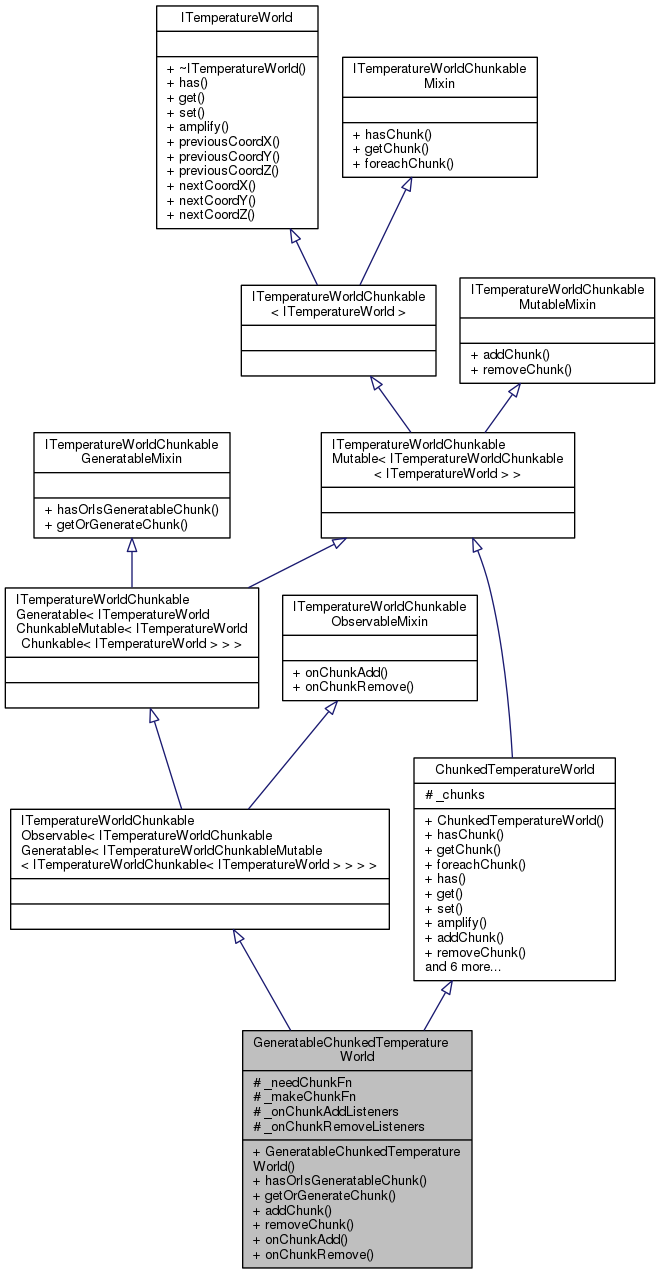 ITemperatureWorld
+ ~ITemperatureWorld()
+ has()
+ get()
+ set()
+ amplify()
+ previousCoordX()
+ previousCoordY()
+ previousCoordZ()
+ nextCoordX()
+ nextCoordY()
+ nextCoordZ()
ITemperatureWorldChunkable
Mixin
+ hasChunk()
+ getChunk()
+ foreachChunk()
ITemperatureWorldChunkable
< ITemperatureWorld >
ITemperatureWorldChunkable
MutableMixin
+ addChunk()
+ removeChunk()
ITemperatureWorldChunkable
GeneratableMixin
+ hasOrIsGeneratableChunk()
+ getOrGenerateChunk()
ITemperatureWorldChunkable
Mutable< ITemperatureWorldChunkable
< ITemperatureWorld > >
ITemperatureWorldChunkable
Generatable< ITemperatureWorld
ChunkableMutable< ITemperatureWorld
Chunkable< ITemperatureWorld > > >
ITemperatureWorldChunkable
ObservableMixin
+ onChunkAdd()
+ onChunkRemove()
ITemperatureWorldChunkable
Observable< ITemperatureWorldChunkable
Generatable< ITemperatureWorldChunkableMutable
< ITemperatureWorldChunkable< ITemperatureWorld > > > >
ChunkedTemperatureWorld
# _chunks
+ ChunkedTemperatureWorld()
+ hasChunk()
+ getChunk()
+ foreachChunk()
+ has()
+ get()
+ set()
+ amplify()
+ addChunk()
+ removeChunk()
and 6 more...
GeneratableChunkedTemperature
World
# _needChunkFn
# _makeChunkFn
# _onChunkAddListeners
# _onChunkRemoveListeners
+ GeneratableChunkedTemperature
World()
+ hasOrIsGeneratableChunk()
+ getOrGenerateChunk()
+ addChunk()
+ removeChunk()
+ onChunkAdd()
+ onChunkRemove()